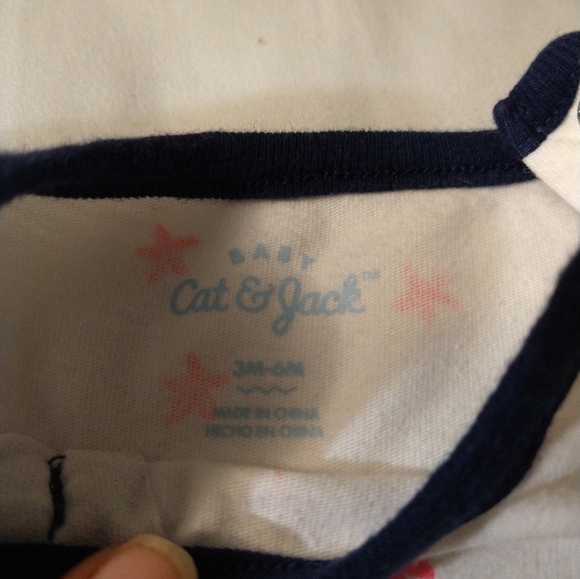 BABY
Cat & Jack™
3M-6M
MADE IN CHINA
HECHO EN CHINA